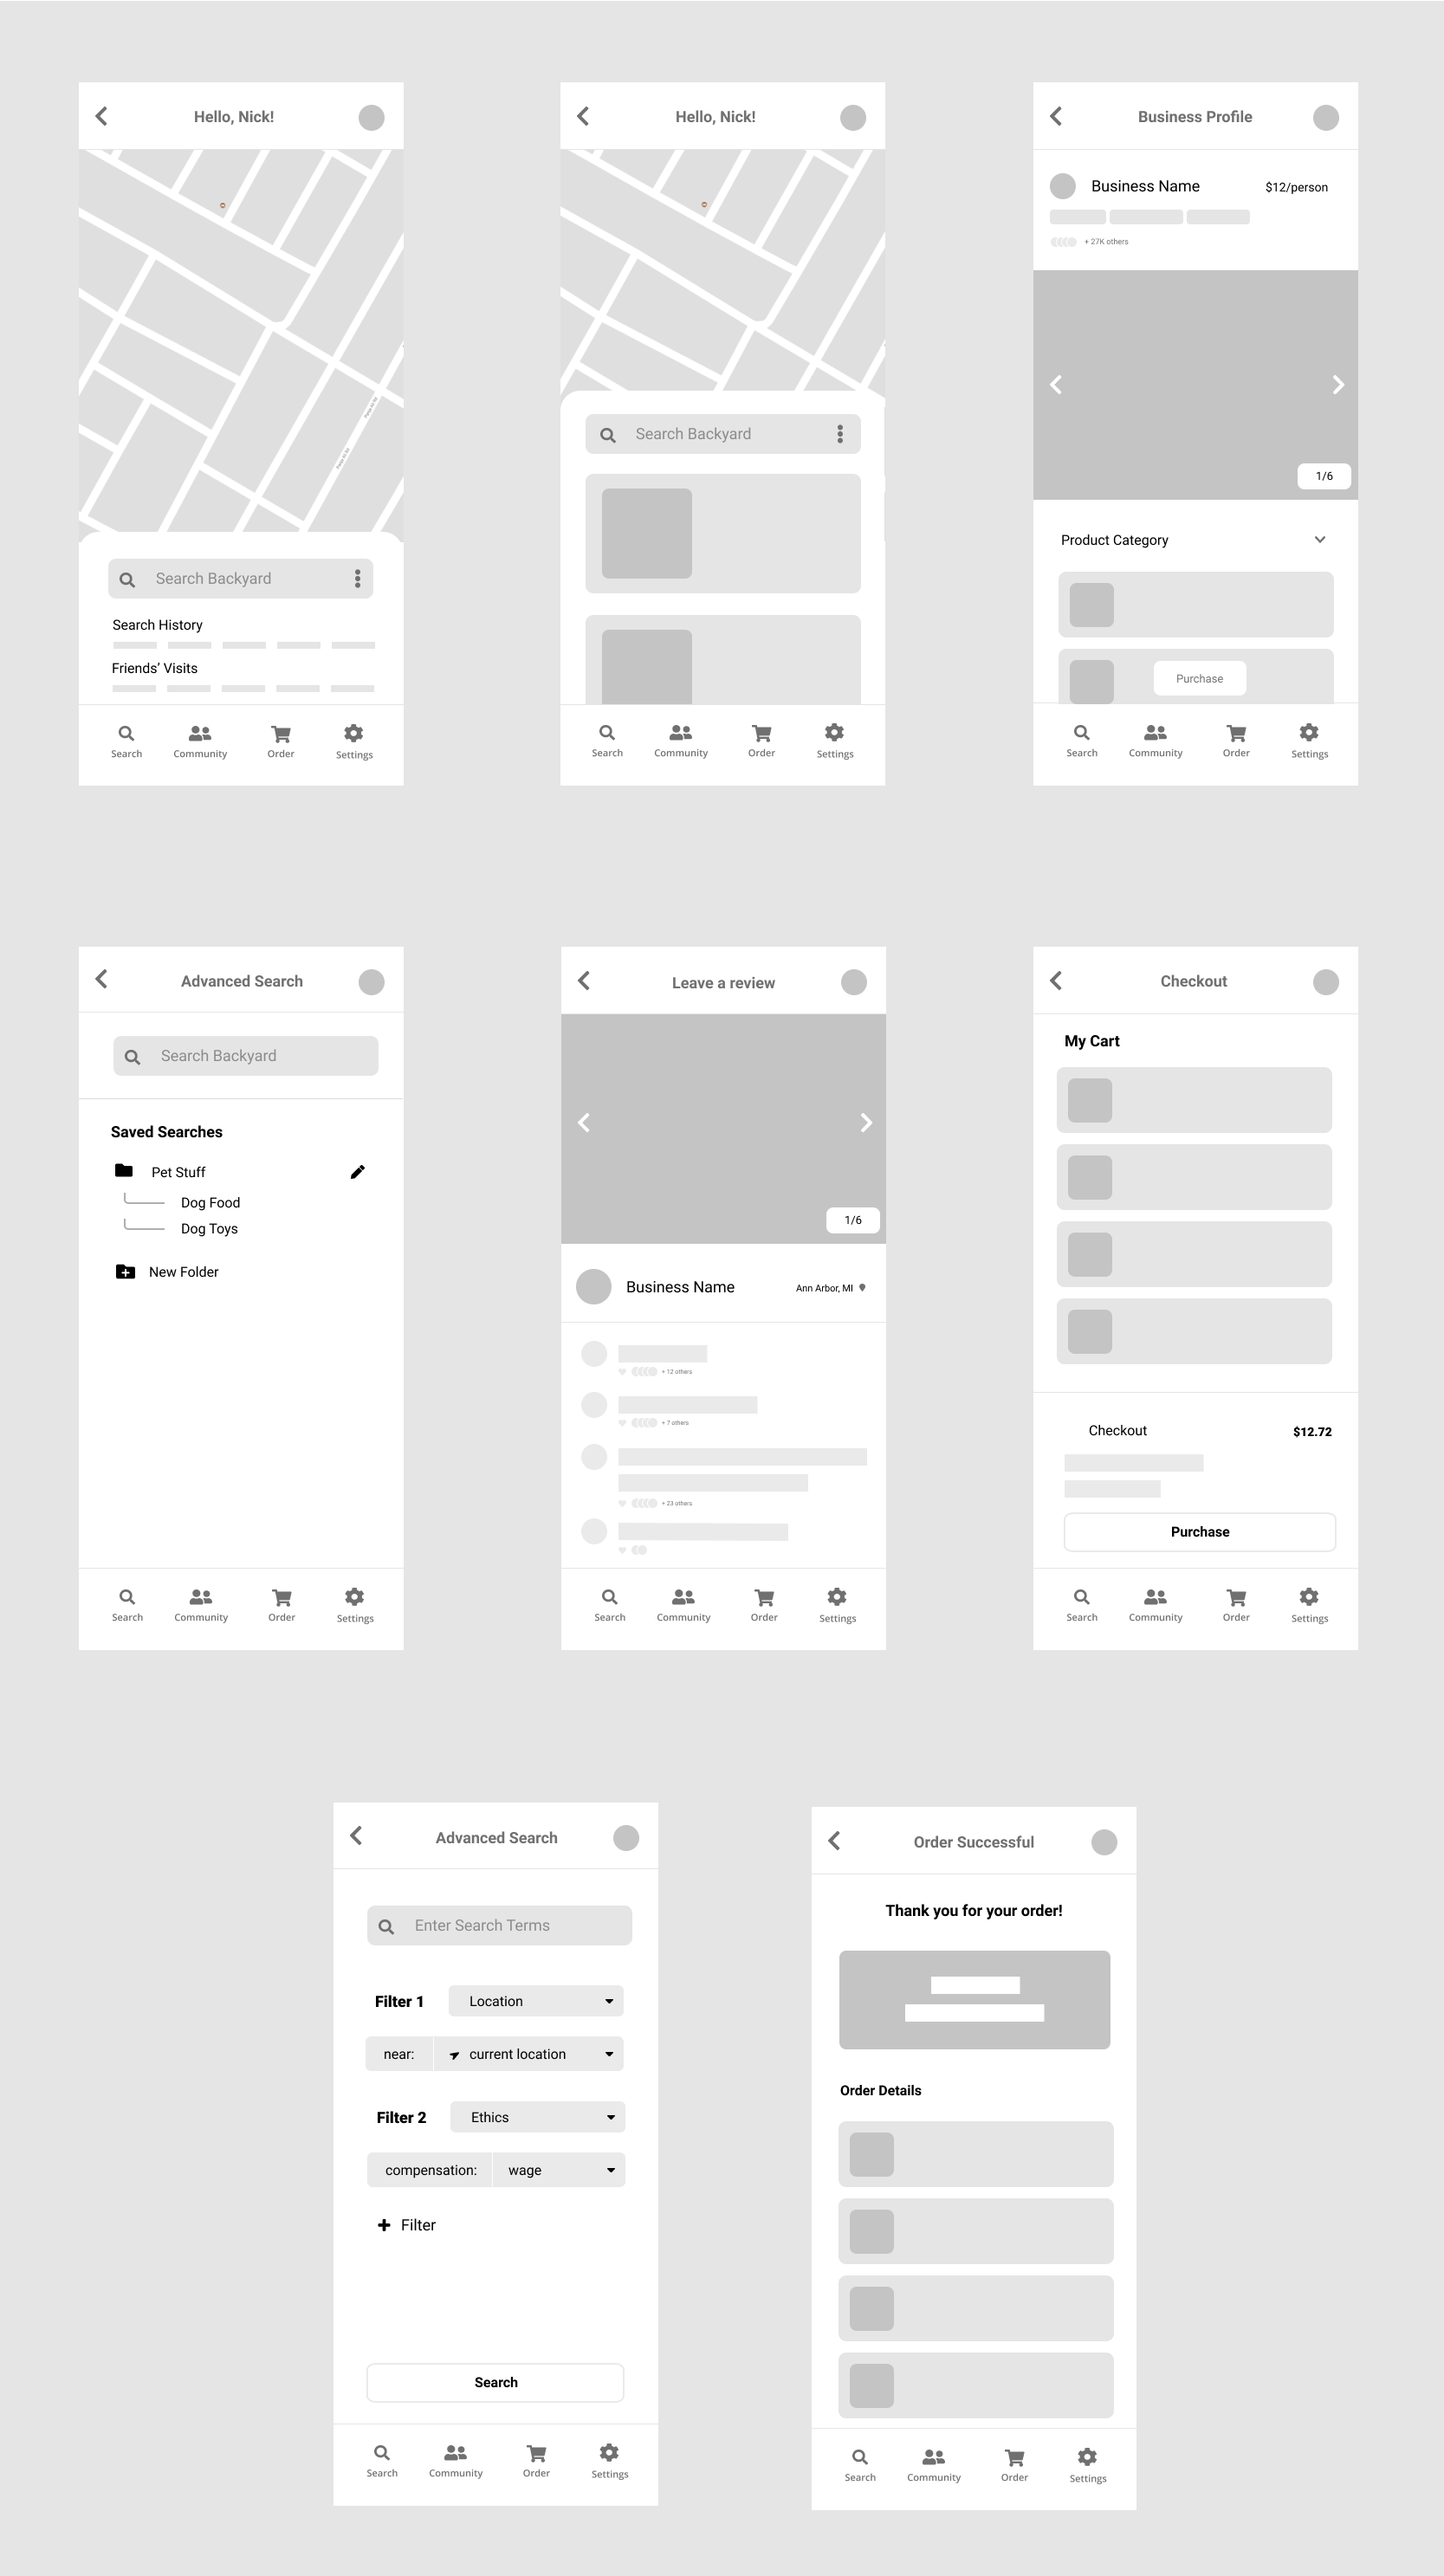 Hello, Nick!
Search Backyard
Search History
Friends’ Visits
Search Community Order Settings
Hello, Nick!
Search Backyard
Search Community Order Settings
Business Profile
Business Name $12/person
+ 27K others
1/6
Product Category
Purchase
Search Community Order Settings
Advanced Search
Search Backyard
Saved Searches
Pet Stuff
Dog Food
Dog Toys
New Folder
Search Community Order Settings
Leave a review
1/6
Business Name Ann Arbor, MI
+ 12 others
+ 7 others
+ 23 others
Search Community Order Settings
Checkout
My Cart
Checkout $12.72
Purchase
Search Community Order Settings
Advanced Search
Enter Search Terms
Filter 1 Location
near: current location
Filter 2 Ethics
compensation: wage
Filter
Search
Search Community Order Settings
Order Successful
Thank you for your order!
Order Details
Search Community Order Settings